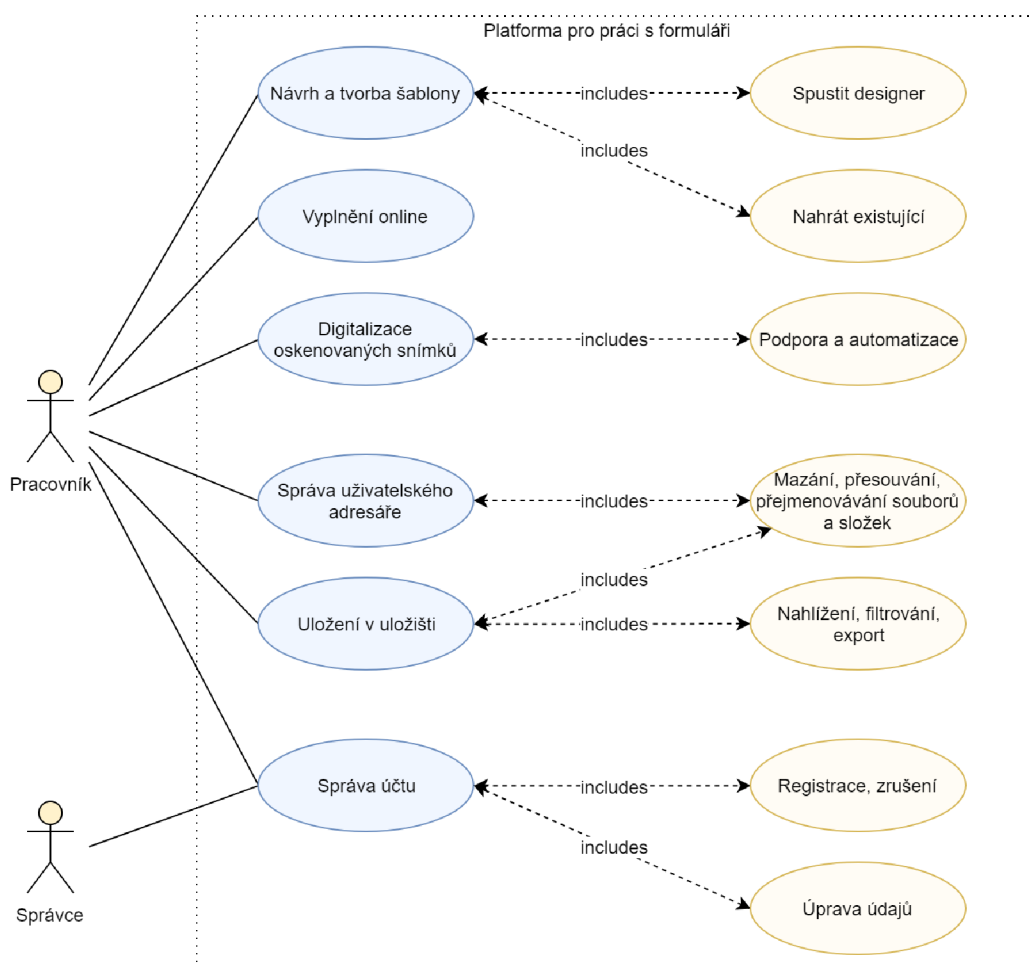 Platforma pro práci s formuláři
Návrh a tvorba šablony
includes
Spustit designer
includes
Vyplnění online
Nahrát existující
Digitalizace
oskenovaných snímků
includes
Podpora a automatizace
Pracovník
Správa uživatelského
adresáře
includes
Mazání, přesouvání,
přejmenovávání souborů
a složek
includes
Uložení v uložišti
includes
Nahlížení, filtrování,
export
Správa účtu
includes
Registrace, zrušení
includes
Správce
Úprava údajů